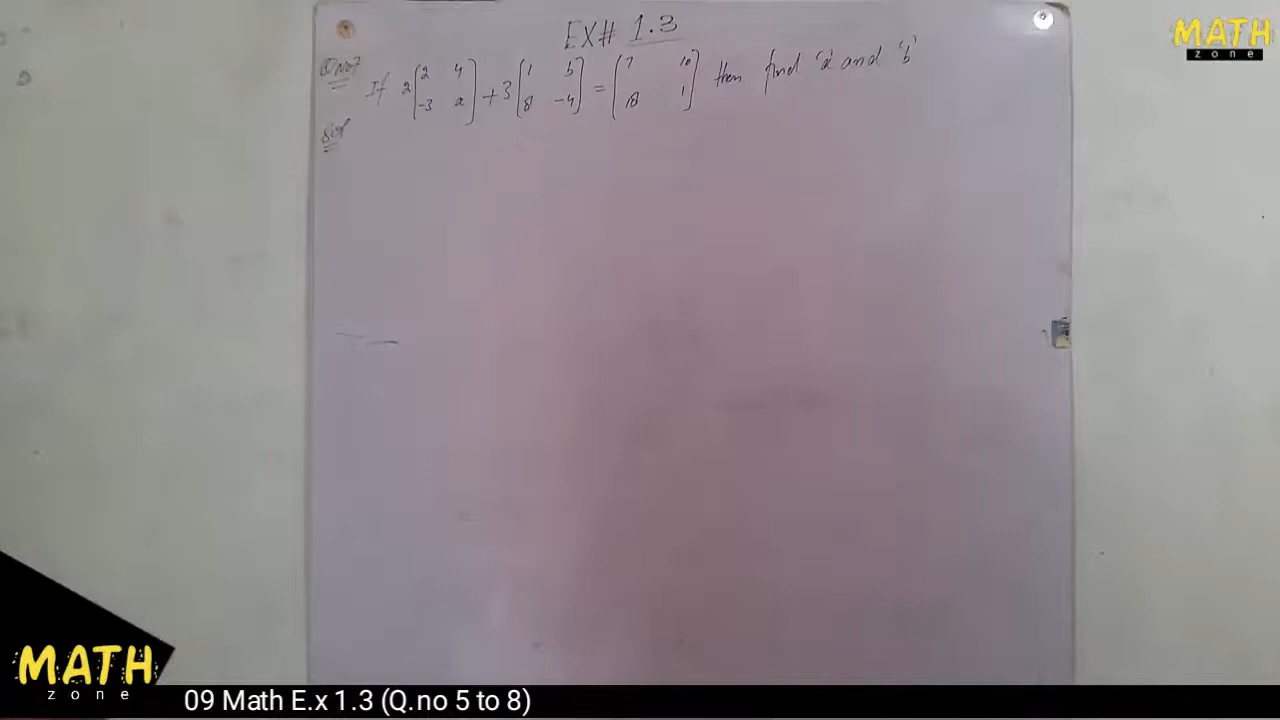 EX# 1.3
Q.No7 If 2[2 4 -3 a] + 3[1 b 8 -4] = [7 10 18 1] then find 'a' and 'b'
Sol
MATH
zone
MATH
zone
09 Math E.x 1.3 (Q.no 5 to 8)